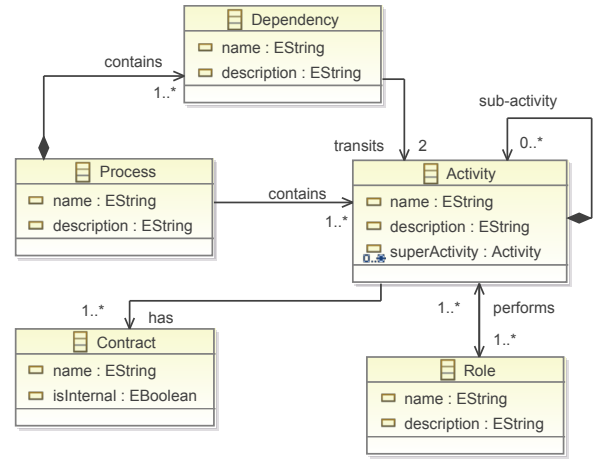 Dependency
name : EString
description : EString
contains
1..*
sub-activity
0..*
transits
2
Process
name : EString
description : EString
contains
1..*
Activity
name : EString
description : EString
0..*
superActivity : Activity
1..*
has
1..*
performs
1..*
Contract
name : EString
isInternal : EBoolean
Role
name : EString
description : EString